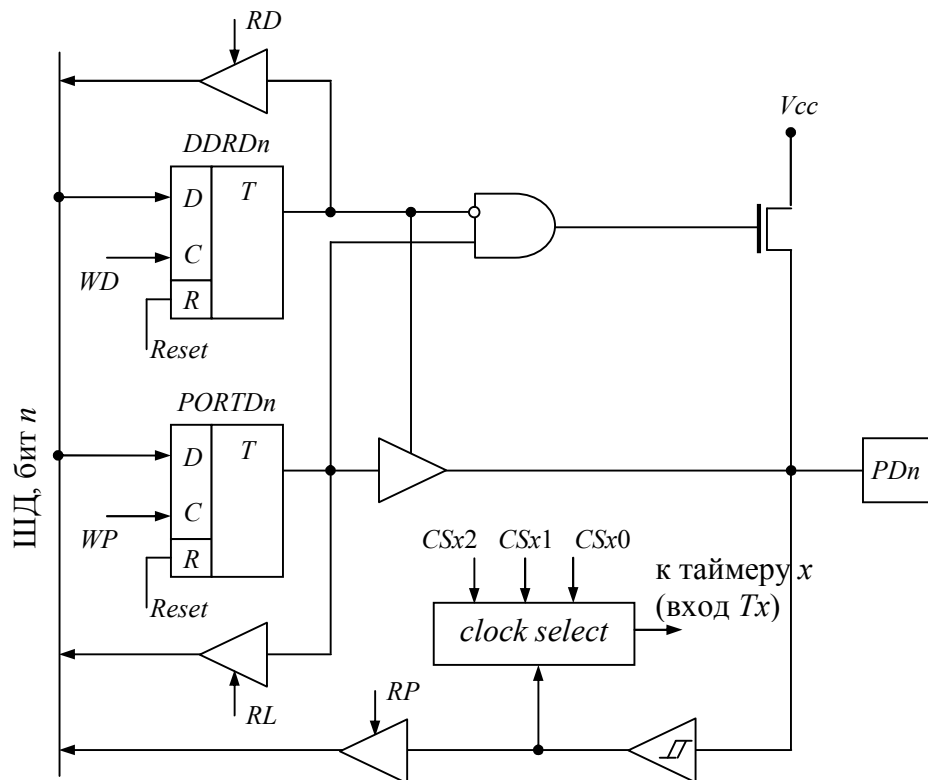 RD
Vcc
DDRDn
D
T
C
WD
R
Reset
PORTDn
D
T
PDn
ШД, бит n
C
WP
CSx2
CSx1
CSx0
R
к таймеру x
(вход Tx)
Reset
clock select
RL
RP